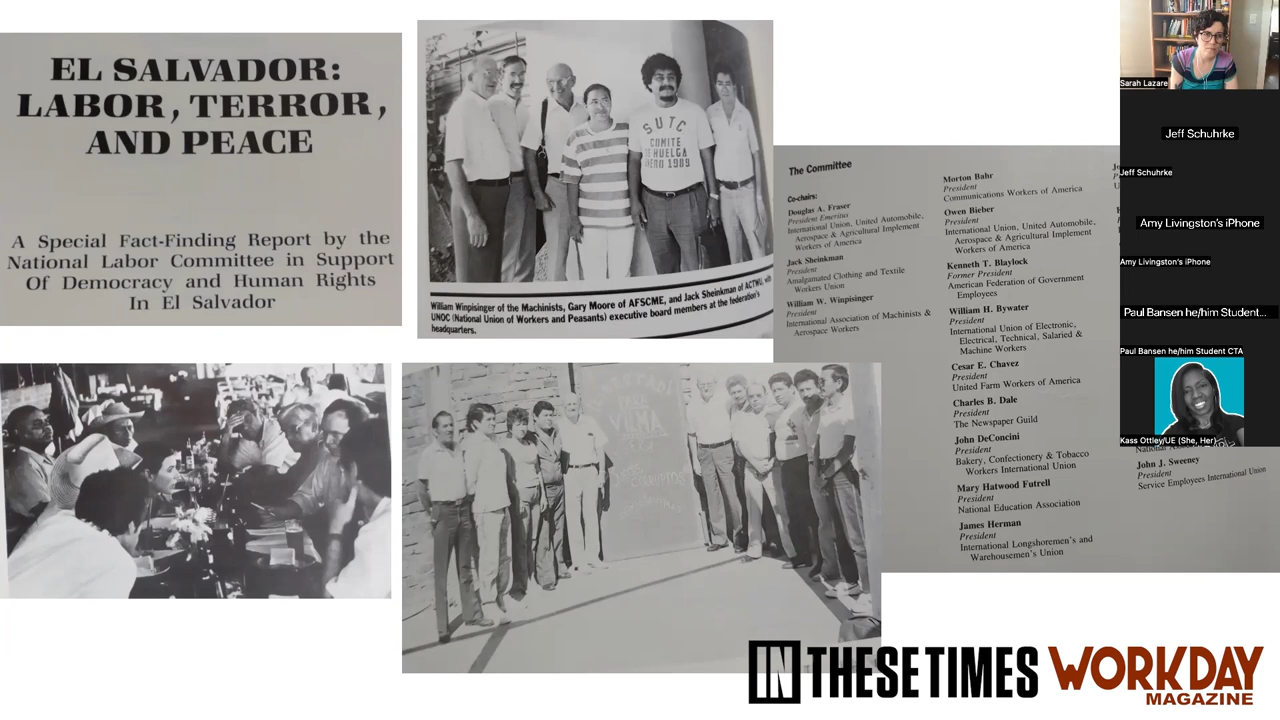 EL SALVADOR:
LABOR, TERROR,
AND PEACE
A Special Fact-Finding Report by the
National Labor Committee in Support
Of Democracy and Human Rights
In El Salvador
SUTC
COMITE
HUELGA
1989
William Winpisinger of the Machinists, Gary Moore of AFSCME, and Jack Sheinkman of ACTWU, with
UNOC (National Union of Workers and Peasants) executive board members at the federation's
headquarters.
The Committee
Co-chairs:
Douglas A. Fraser
President Emeritus
International Union, United Automobile,
Aerospace & Agricultural Implement
Workers of America
Jack Sheinkman
President
Amalgamated Clothing and Textile
Workers Union
William W. Winpisinger
President
International Association of Machinists &
Aerospace Workers
Morton Bahr
President
Communications Workers of America
Owen Bieber
President
International Union, United Automobile,
Aerospace & Agricultural Implement
Workers of America
Kenneth T. Blaylock
Former President
American Federation of Government
Employees
William H. Bywater
President
International Union of Electronic,
Electrical, Technical, Salaried &
Machine Workers
Cesar E. Chavez
President
United Farm Workers of America
Charles B. Dale
President
The Newspaper Guild
John DeConcini
President
Bakery, Confectionery & Tobacco
Workers International Union
Mary Hatwood Futrell
President
National Education Association
James Herman
President
International Longshoremen's and
Warehousemen's Union
John J. Sweeney
President
Service Employees International Union
Sarah Lazare
Jeff Schuhrke
Jeff Schuhrke
Amy Livingston's iPhone
Amy Livingston's iPhone
Paul Bansen he/him Student...
Paul Bansen he/him Student CTA
Kass Ottley/UE (She, Her)
VILMA
IN THESE TIMES
WORKDAY
MAGAZINE